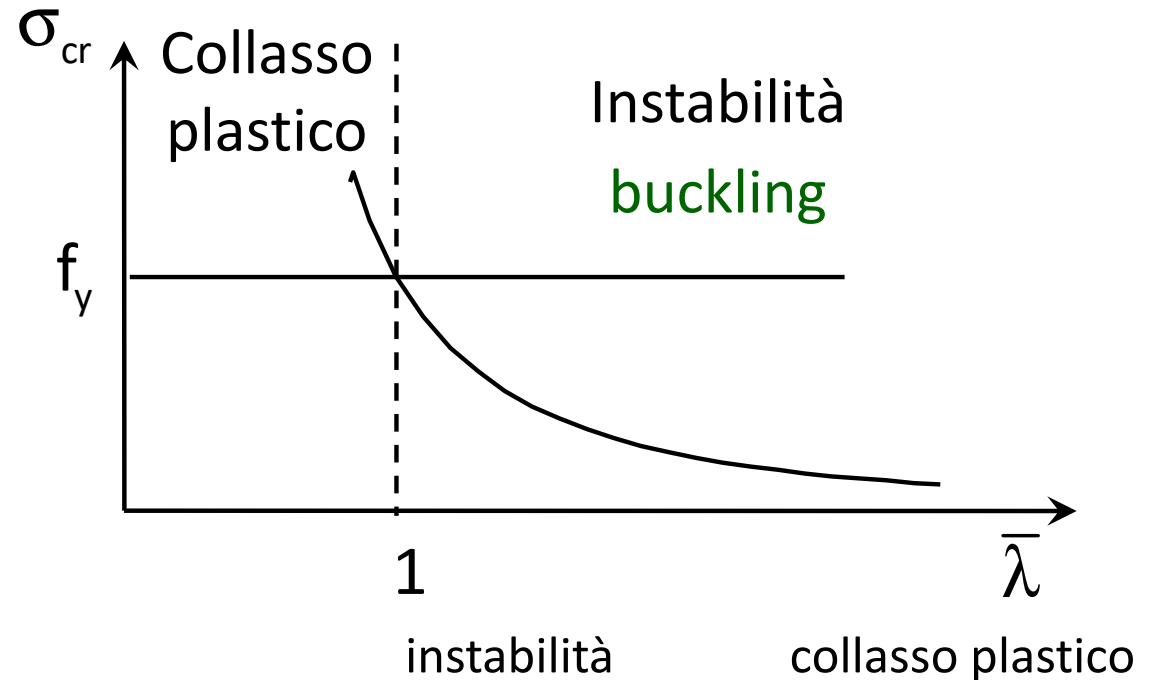 σcr
Collasso
plastico
Instabilità
buckling
fy
1
λ̅
instabilità
collasso plastico